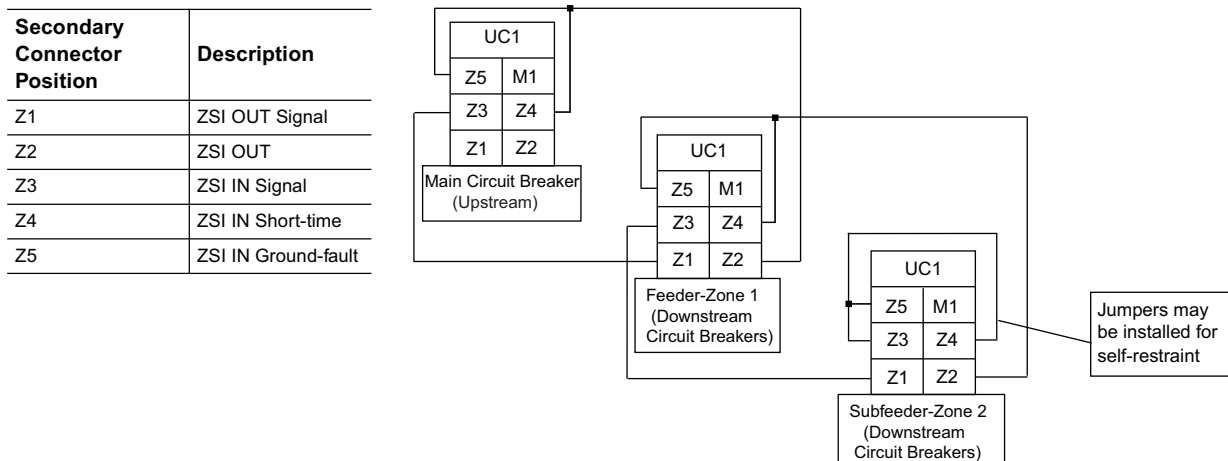 Secondary
Connector
Position
Description
Z1 ZSI OUT Signal
Z2 ZSI OUT
Z3 ZSI IN Signal
Z4 ZSI IN Short-time
Z5 ZSI IN Ground-fault
UC1
Z5 M1
Z3 Z4
Z1 Z2
Main Circuit Breaker
(Upstream)
UC1
Z5 M1
Z3 Z4
Z1 Z2
Feeder-Zone 1
(Downstream
Circuit Breakers)
UC1
Z5 M1
Z3 Z4
Z1 Z2
Subfeeder-Zone 2
(Downstream
Circuit Breakers)
Jumpers may
be installed for
self-restraint